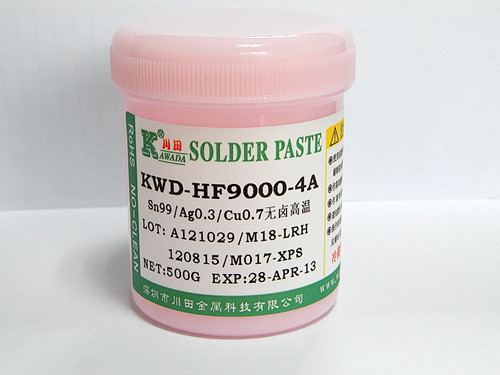 RoHS NO-CLEAN
川田®
KAWADA
SOLDER PASTE
KWD-HF9000-4A
Sn99/Ag0.3/Cu0.7无卤高温
LOT: A121029/M18-LRH
120815/M017-XPS
NET:500G EXP:28-APR-13
深圳市川田金属科技有限公司